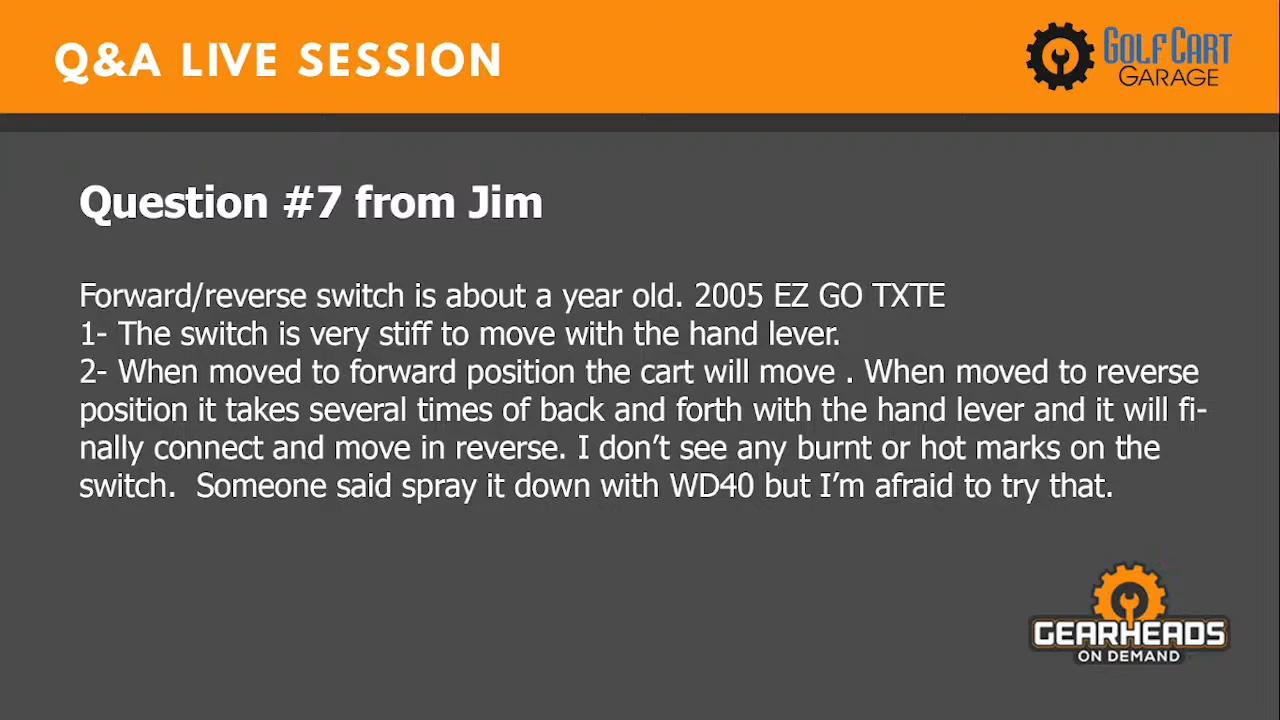 Q&A LIVE SESSION
GOLF CART
GARAGE
Question #7 from Jim
Forward/reverse switch is about a year old. 2005 EZ GO TXTE
1- The switch is very stiff to move with the hand lever.
2- When moved to forward position the cart will move . When moved to reverse
position it takes several times of back and forth with the hand lever and it will fi-
nally connect and move in reverse. I don’t see any burnt or hot marks on the
switch.  Someone said spray it down with WD40 but I’m afraid to try that.
GEARHEADS
ON DEMAND